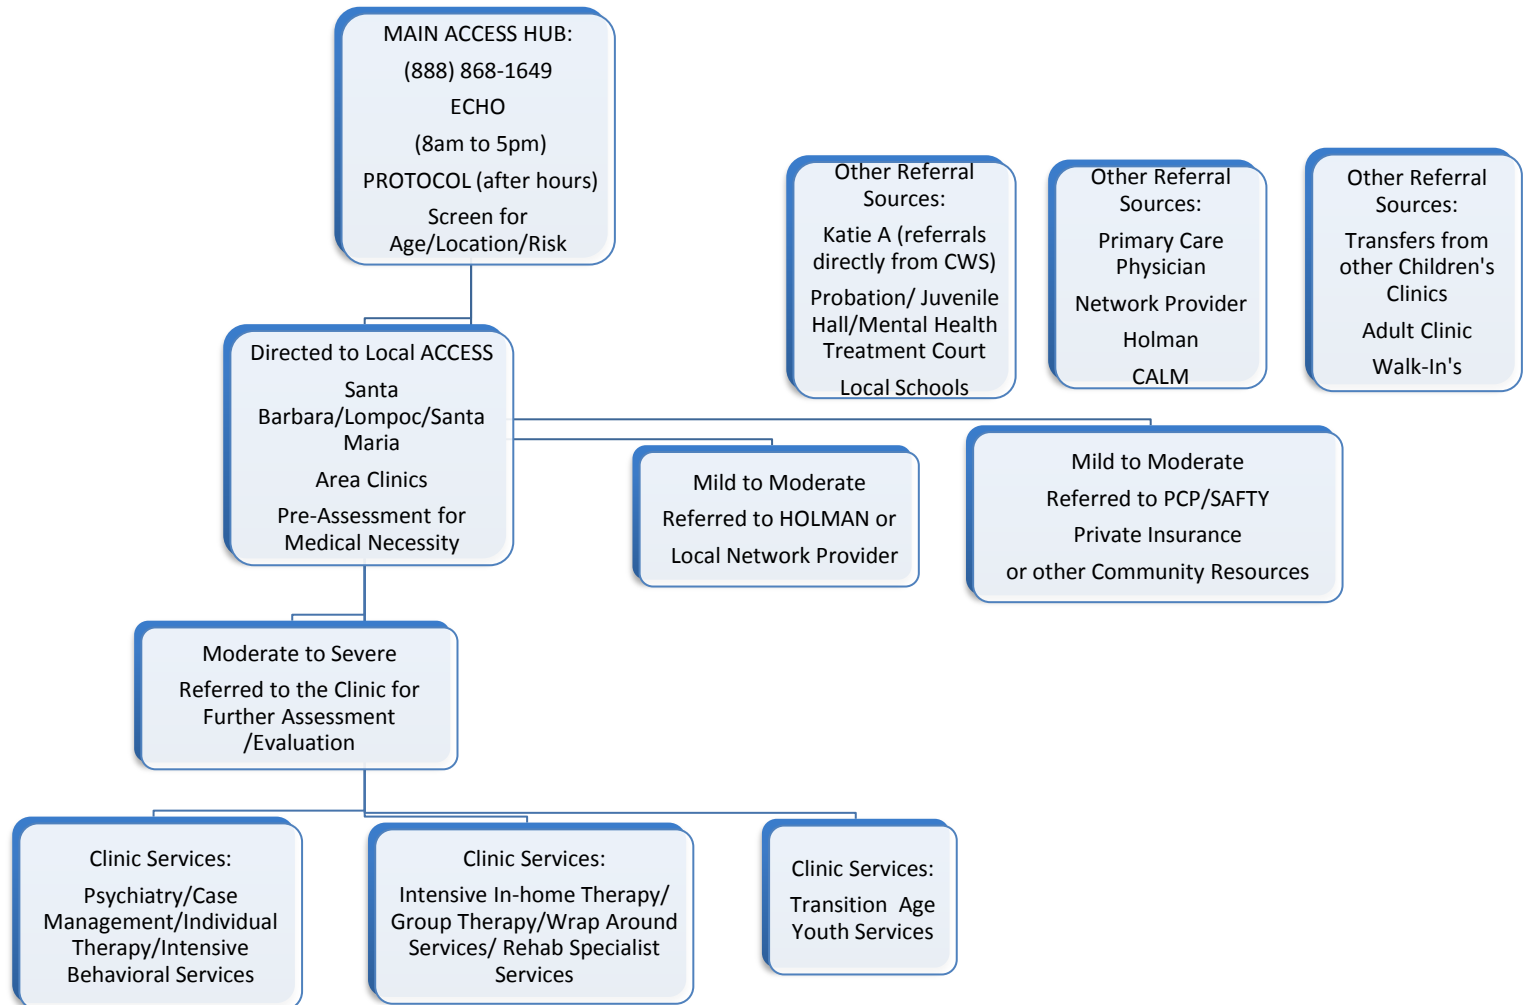 MAIN ACCESS HUB:
(888) 868-1649
ECHO
(8am to 5pm)
PROTOCOL (after hours)
Screen for
Age/Location/Risk
Other Referral
Sources:
Katie A (referrals
directly from CWS)
Probation/ Juvenile
Hall/Mental Health
Treatment Court
Local Schools
Other Referral
Sources:
Primary Care
Physician
Network Provider
Holman
CALM
Other Referral
Sources:
Transfers from
other Children's
Clinics
Adult Clinic
Walk-In's
Directed to Local ACCESS
Santa
Barbara/Lompoc/Santa
Maria
Area Clinics
Pre-Assessment for
Medical Necessity
Mild to Moderate
Referred to HOLMAN or
Local Network Provider
Mild to Moderate
Referred to PCP/SAFTY
Private Insurance
or other Community Resources
Moderate to Severe
Referred to the Clinic for
Further Assessment
/Evaluation
Clinic Services:
Psychiatry/Case
Management/Individual
Therapy/Intensive
Behavioral Services
Clinic Services:
Intensive In-home Therapy/
Group Therapy/Wrap Around
Services/ Rehab Specialist
Services
Clinic Services:
Transition Age
Youth Services